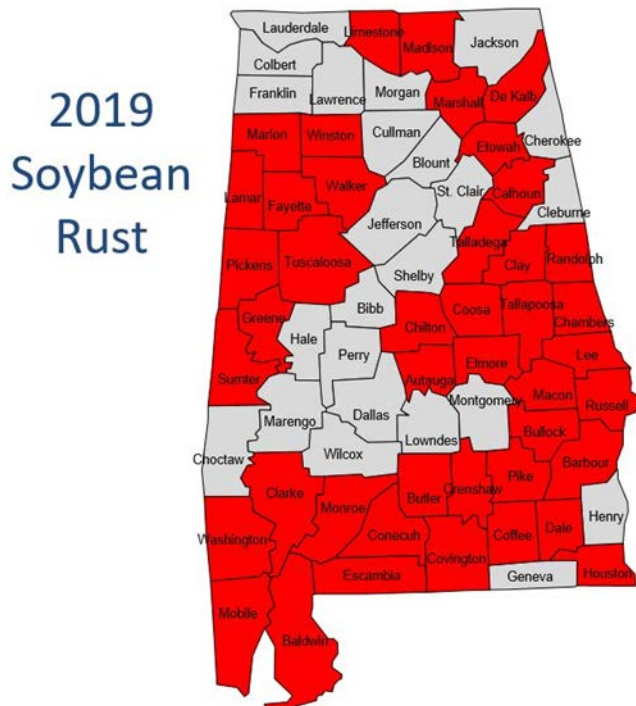 2019
Soybean
Rust
Lauderdale
Limestone
Madison
Jackson
Colbert
Franklin
Lawrence
Morgan
Marshall
De Kalb
Marion
Winston
Cullman
Blount
Etowah
Cherokee
Lamar
Fayette
Walker
Jefferson
St. Clair
Calhoun
Cleburne
Pickens
Tuscaloosa
Shelby
Talladega
Clay
Randolph
Greene
Hale
Bibb
Perry
Chilton
Coosa
Tallapoosa
Chambers
Sumter
Marengo
Dallas
Autauga
Elmore
Lee
Macon
Russell
Choctaw
Wilcox
Lowndes
Montgomery
Bullock
Barbour
Clarke
Monroe
Butler
Crenshaw
Pike
Henry
Washington
Conecuh
Covington
Coffee
Dale
Mobile
Baldwin
Escambia
Geneva
Houston